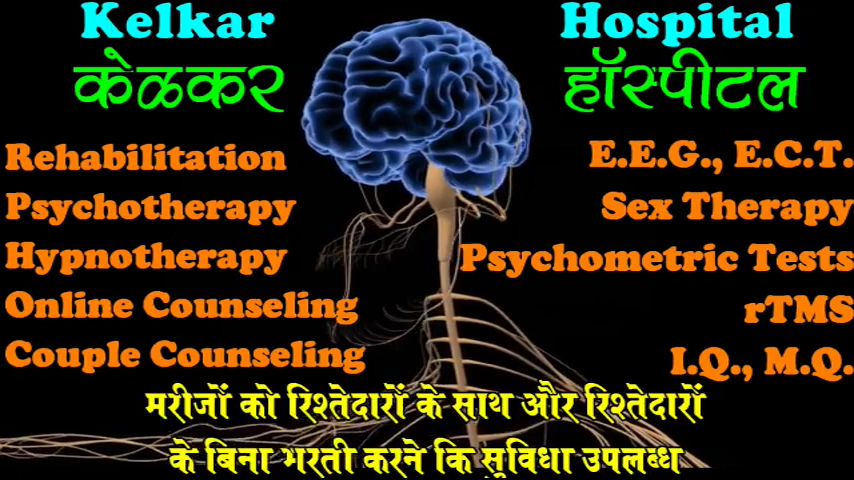 Kelkar Hospital
केळकर हॉस्पीटल
Rehabilitation
Psychotherapy
Hypnotherapy
Online Counseling
Couple Counseling
E.E.G., E.C.T.
Sex Therapy
Psychometric Tests
rTMS
I.Q., M.Q.
मरीजों को रिश्तेदारों के साथ और रिश्तेदारों
के बिना भरती करने कि सुविधा उपलब्ध